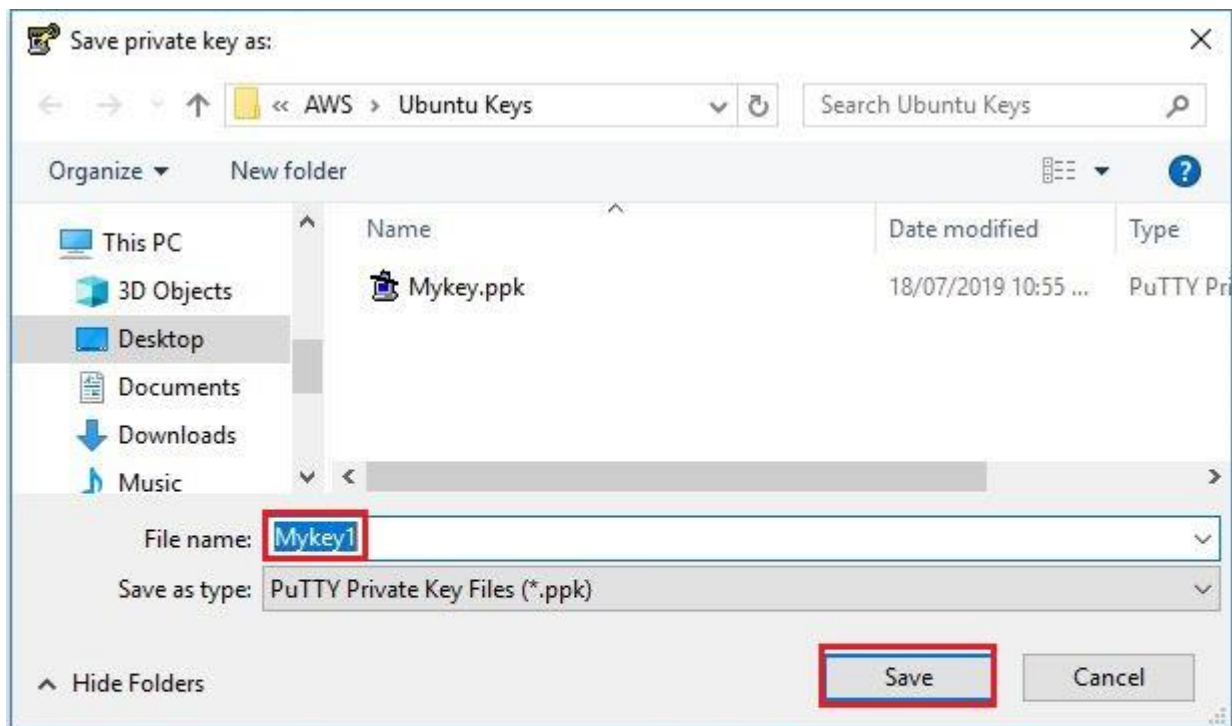 Save private key as:
« AWS > Ubuntu Keys
Search Ubuntu Keys
Organize
New folder
?
Name
Date modified
Type
This PC
3D Objects
Desktop
Documents
Downloads
Music
Mykey.ppk
18/07/2019 10:55 ...
PuTTY Pri
File name: Mykey1
Save as type: PuTTY Private Key Files (*.ppk)
Hide Folders
Save
Cancel